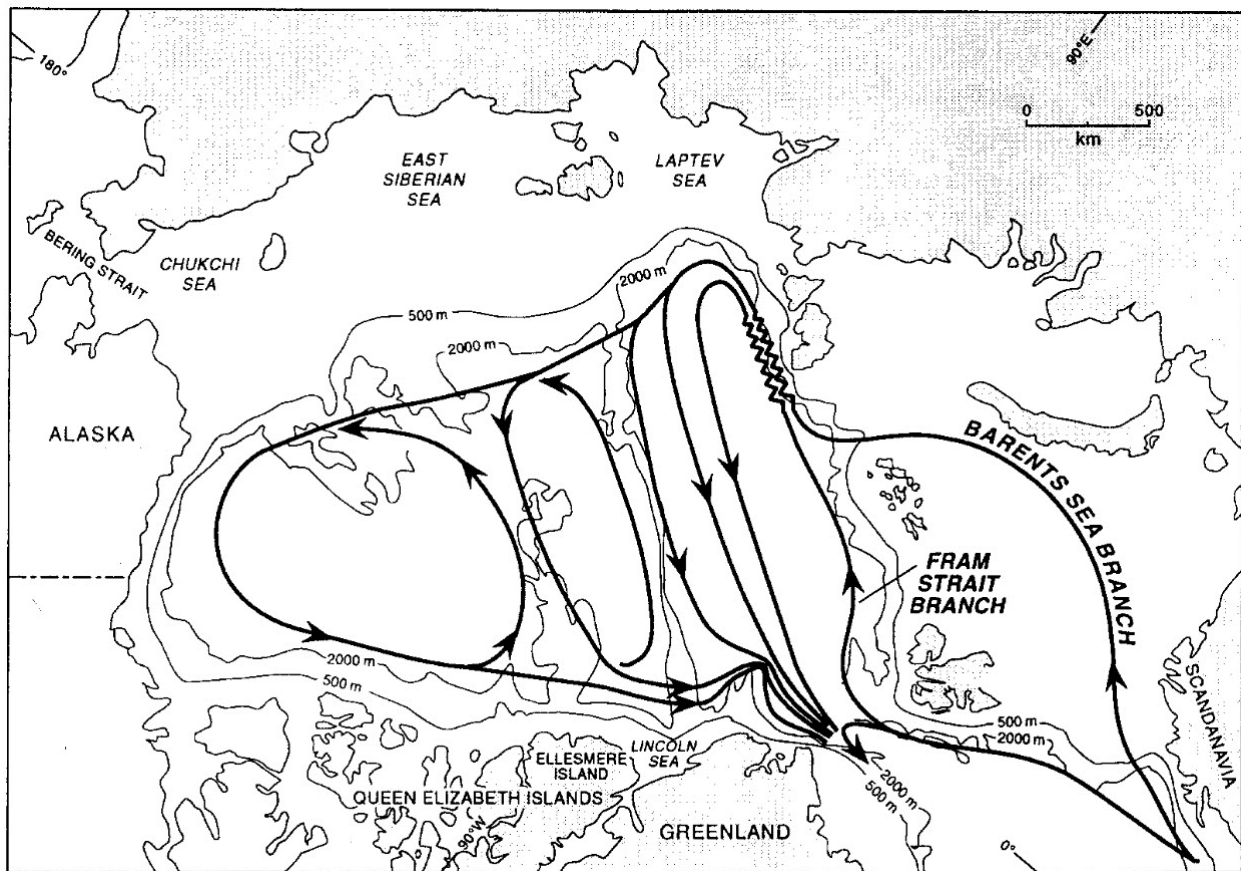 180°
90°E
0 500
km
EAST
SIBERIAN
SEA
LAPTEV
SEA
BERING STRAIT
CHUKCHI
SEA
2000 m
500 m
2000 m
ALASKA
BARENTS SEA BRANCH
FRAM
STRAIT
BRANCH
2000 m
500 m
SCANDANAVIA
500 m
2000 m
LINCOLN
SEA
ELLESMERE
ISLAND
QUEEN ELIZABETH ISLANDS
2000 m
500 m
90°W
GREENLAND
0°